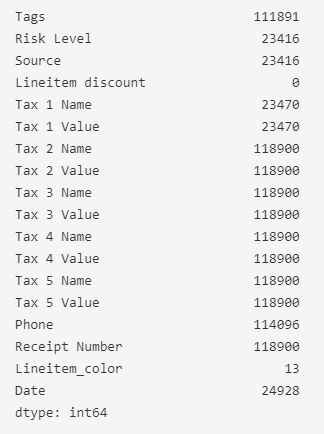 Tags 111891
Risk Level 23416
Source 23416
Lineitem discount 0
Tax 1 Name 23470
Tax 1 Value 23470
Tax 2 Name 118900
Tax 2 Value 118900
Tax 3 Name 118900
Tax 3 Value 118900
Tax 4 Name 118900
Tax 4 Value 118900
Tax 5 Name 118900
Tax 5 Value 118900
Phone 114096
Receipt Number 118900
Lineitem_color 13
Date 24928
dtype: int64